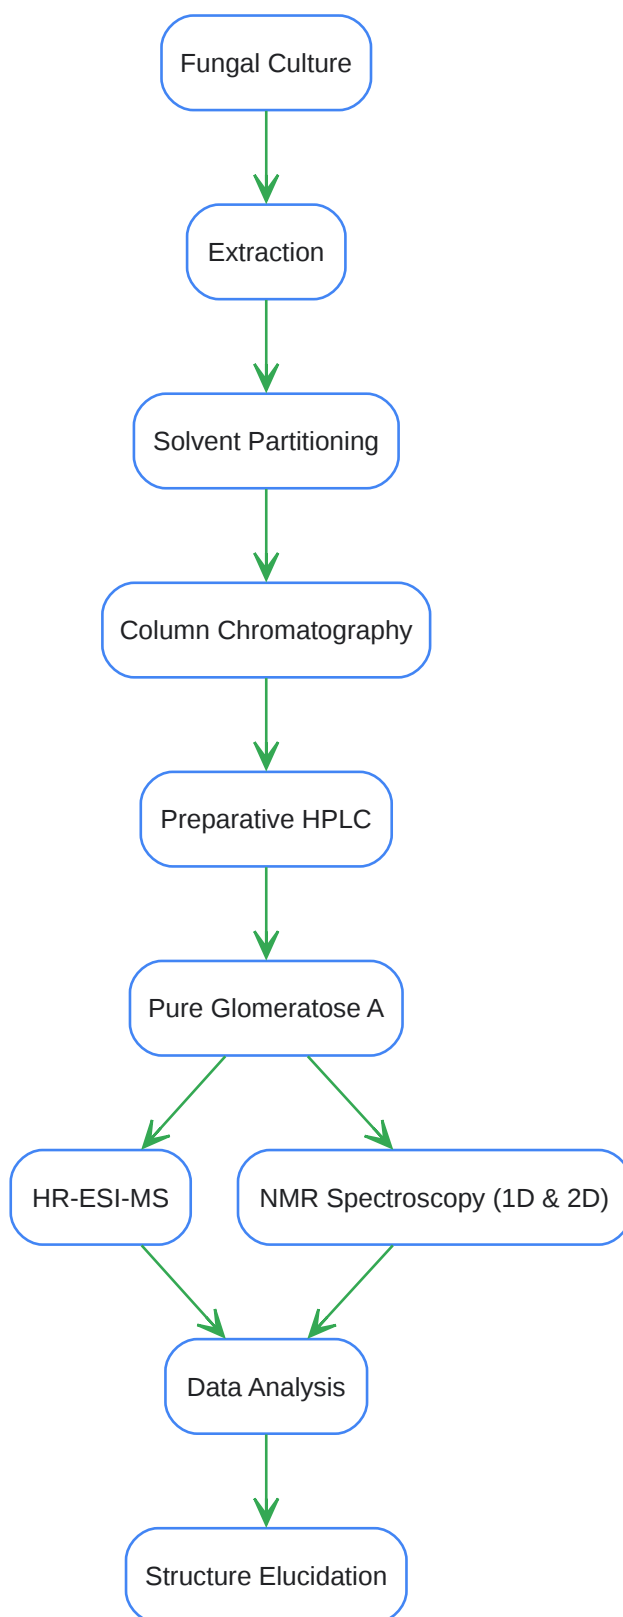 Fungal Culture
Extraction
Solvent Partitioning
Column Chromatography
Preparative HPLC
Pure Glomeratose A
HR-ESI-MS
NMR Spectroscopy (1D & 2D)
Data Analysis
Structure Elucidation